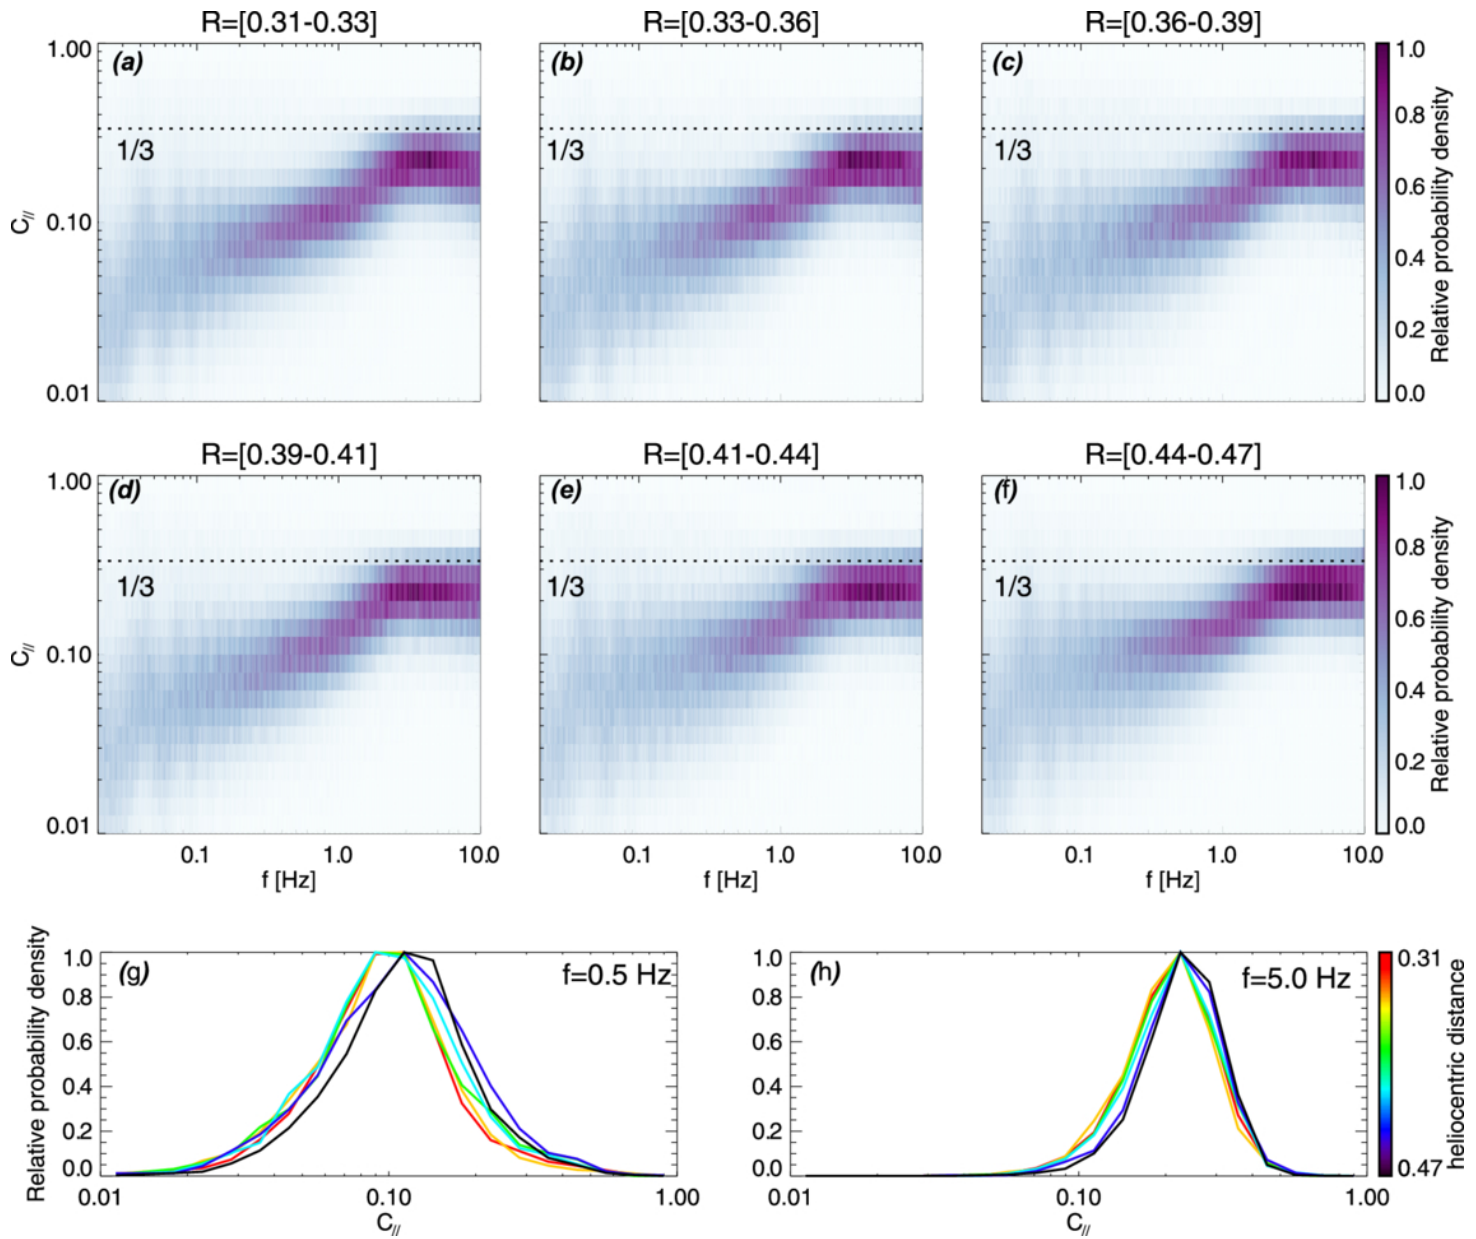 R=[0.31-0.33] R=[0.33-0.36] R=[0.36-0.39]
1.00 (a) (b) (c) 1.0
0.8
1/3 1/3 1/3
0.6
C// 0.10
0.4
0.2
0.01 0.0
Relative probability density
R=[0.39-0.41] R=[0.41-0.44] R=[0.44-0.47]
1.00 (d) (e) (f) 1.0
0.8
1/3 1/3 1/3
0.6
C// 0.10
0.4
0.2
0.01 0.0
Relative probability density
0.1 1.0 10.0 0.1 1.0 10.0 0.1 1.0 10.0
f [Hz] f [Hz] f [Hz]
Relative probability density
1.0 (g) f=0.5 Hz
0.8
0.6
0.4
0.2
0.0
0.01 0.10 1.00
C//
1.0 (h) f=5.0 Hz
0.8
0.6
0.4
0.2
0.0
0.01 0.10 1.00
C//
0.31
0.47
heliocentric distance